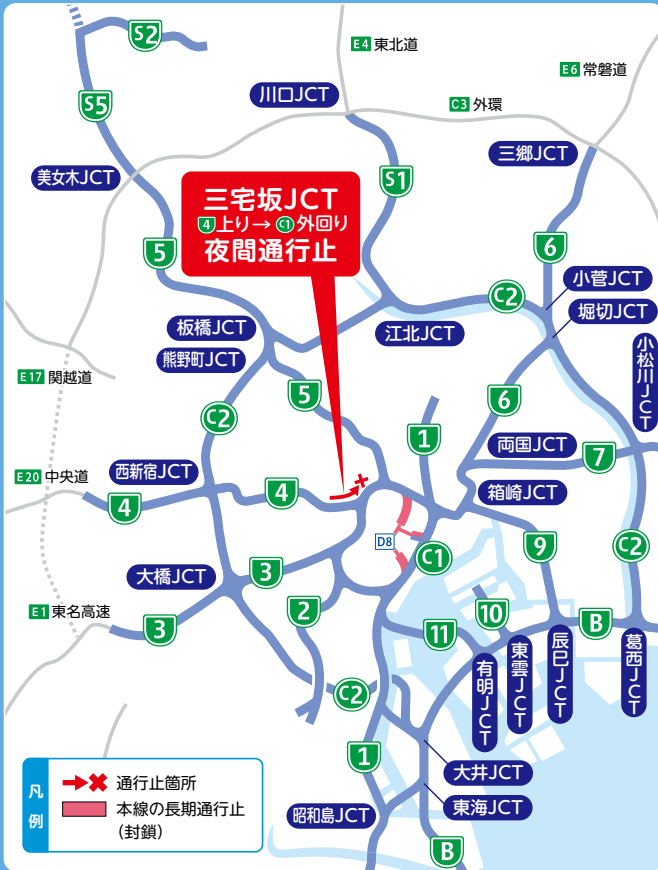 S2
E4 東北道
E6 常磐道
川口JCT
S5
C3 外環
三郷JCT
美女木JCT
S1
三宅坂JCT
4上り→C1外回り
夜間通行止
5
6
小菅JCT
C2
堀切JCT
板橋JCT
江北JCT
熊野町JCT
小松川JCT
E17 関越道
5
6
C2
1
両国JCT
7
西新宿JCT
E20 中央道
4
4
箱崎JCT
D8
9
C2
C1
大橋JCT
3
E1 東名高速
3
2
11
10
B
有明JCT
東雲JCT
辰巳JCT
葛西JCT
C2
1
大井JCT
昭和島JCT
東海JCT
B
凡例
通行止箇所
本線の長期通行止
(封鎖)